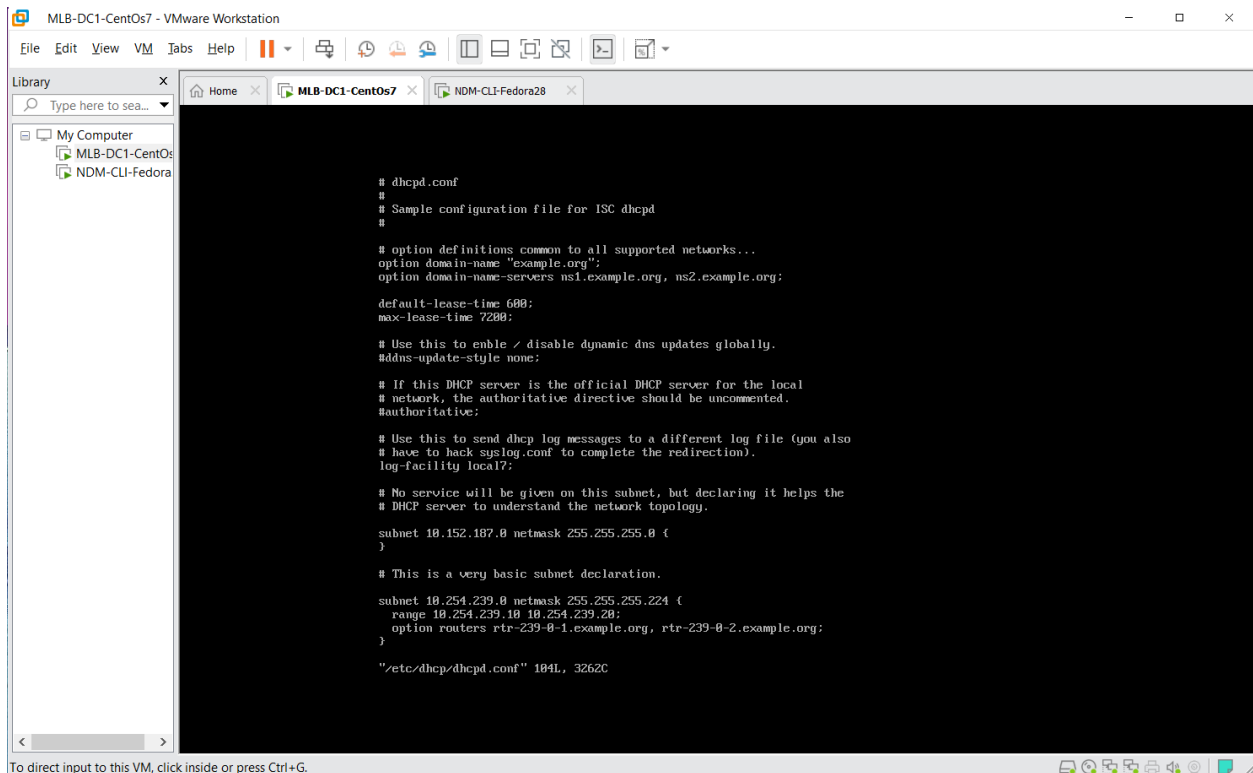 MLB-DC1-CentOs7 - VMware Workstation
File Edit View VM Tabs Help
Library
Type here to sea...
My Computer
MLB-DC1-CentOs
NDM-CLI-Fedora
Home
MLB-DC1-CentOs7
NDM-CLI-Fedora28
# dhcpd.conf
#
# Sample configuration file for ISC dhcpd
#
# option definitions common to all supported networks...
option domain-name "example.org";
option domain-name-servers ns1.example.org, ns2.example.org;
default-lease-time 600;
max-lease-time 7200;
# Use this to enble / disable dynamic dns updates globally.
#ddns-update-style none;
# If this DHCP server is the official DHCP server for the local
# network, the authoritative directive should be uncommented.
#authoritative;
# Use this to send dhcp log messages to a different log file (you also
# have to hack syslog.conf to complete the redirection).
log-facility local7;
# No service will be given on this subnet, but declaring it helps the
# DHCP server to understand the network topology.
subnet 10.152.187.0 netmask 255.255.255.0 {
}
# This is a very basic subnet declaration.
subnet 10.254.239.0 netmask 255.255.255.224 {
range 10.254.239.10 10.254.239.20;
option routers rtr-239-0-1.example.org, rtr-239-0-2.example.org;
}
"/etc/dhcp/dhcpd.conf" 104L, 3262C
To direct input to this VM, click inside or press Ctrl+G.